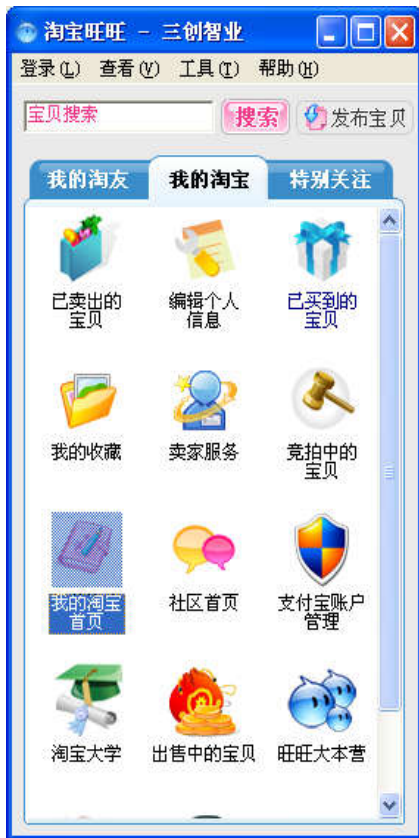 淘宝旺旺 - 三创智业
登录(L) 查看(V) 工具(T) 帮助(H)
宝贝搜索 搜索 发布宝贝
我的淘友 我的淘宝 特别关注
已卖出的
宝贝
编辑个人
信息
已买到的
宝贝
我的收藏
卖家服务
竞拍中的
宝贝
我的淘宝
首页
社区首页
支付宝账户
管理
淘宝大学
出售中的宝贝
旺旺大本营